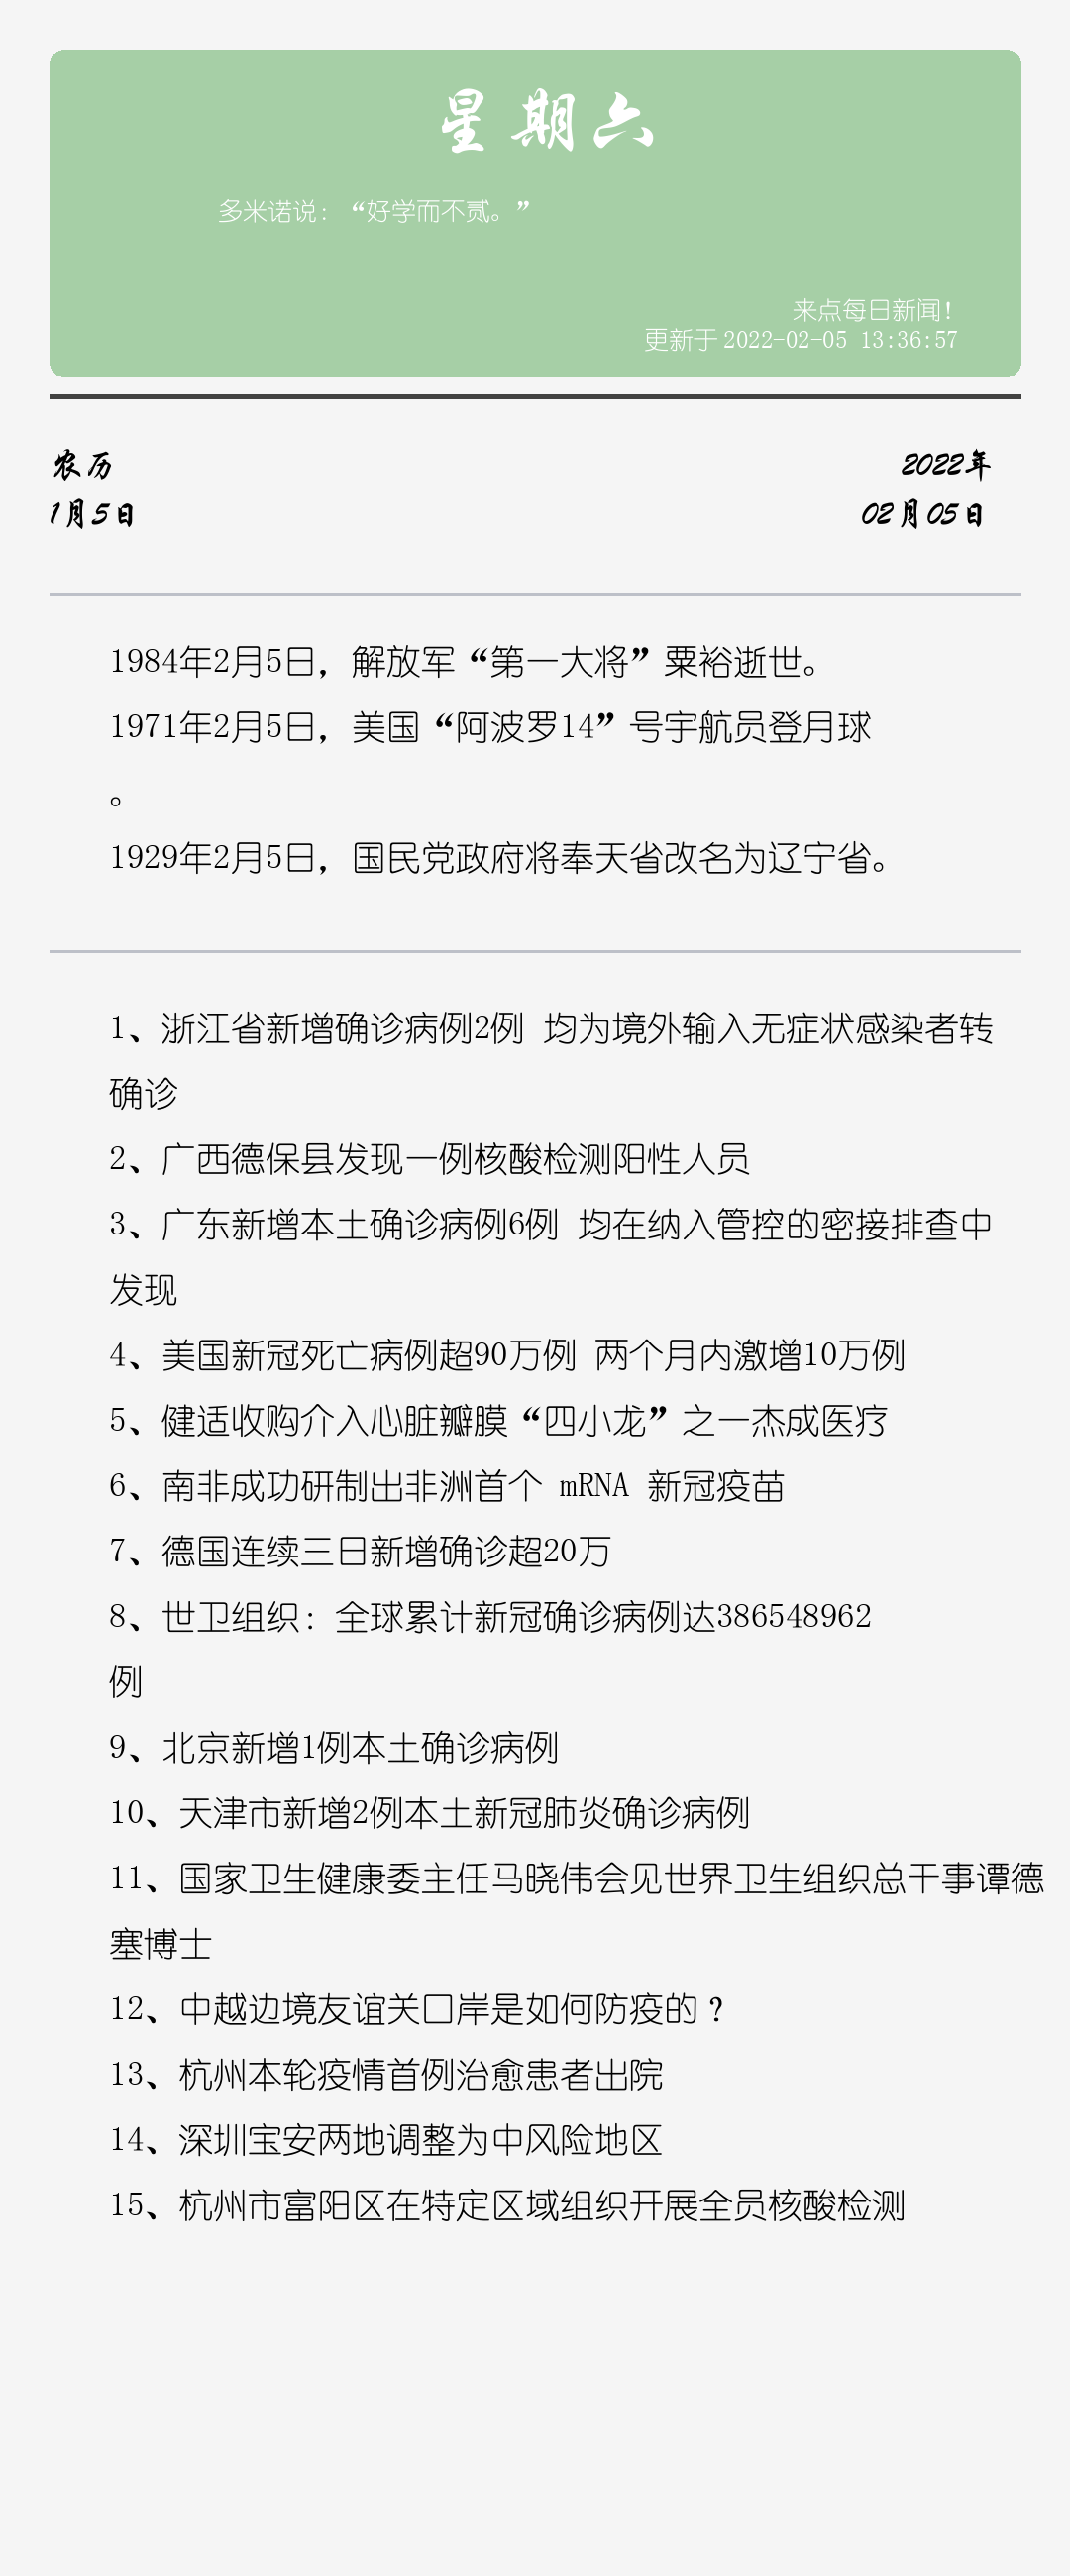 星期六
多米诺说：“好学而不贰。”
来点每日新闻！
更新于2022-02-05 13:36:57
农历
2022年
1月5日
02月05日
1984年2月5日，解放军“第一大将”粟裕逝世。
1971年2月5日，美国“阿波罗14”号宇航员登月球
。
1929年2月5日，国民党政府将奉天省改名为辽宁省。
1、浙江省新增确诊病例2例 均为境外输入无症状感染者转
确诊
2、广西德保县发现一例核酸检测阳性人员
3、广东新增本土确诊病例6例 均在纳入管控的密接排查中
发现
4、美国新冠死亡病例超90万例 两个月内激增10万例
5、健适收购介入心脏瓣膜“四小龙”之一杰成医疗
6、南非成功研制出非洲首个 mRNA 新冠疫苗
7、德国连续三日新增确诊超20万
8、世卫组织：全球累计新冠确诊病例达386548962
例
9、北京新增1例本土确诊病例
10、天津市新增2例本土新冠肺炎确诊病例
11、国家卫生健康委主任马晓伟会见世界卫生组织总干事谭德
塞博士
12、中越边境友谊关口岸是如何防疫的？
13、杭州本轮疫情首例治愈患者出院
14、深圳宝安两地调整为中风险地区
15、杭州市富阳区在特定区域组织开展全员核酸检测